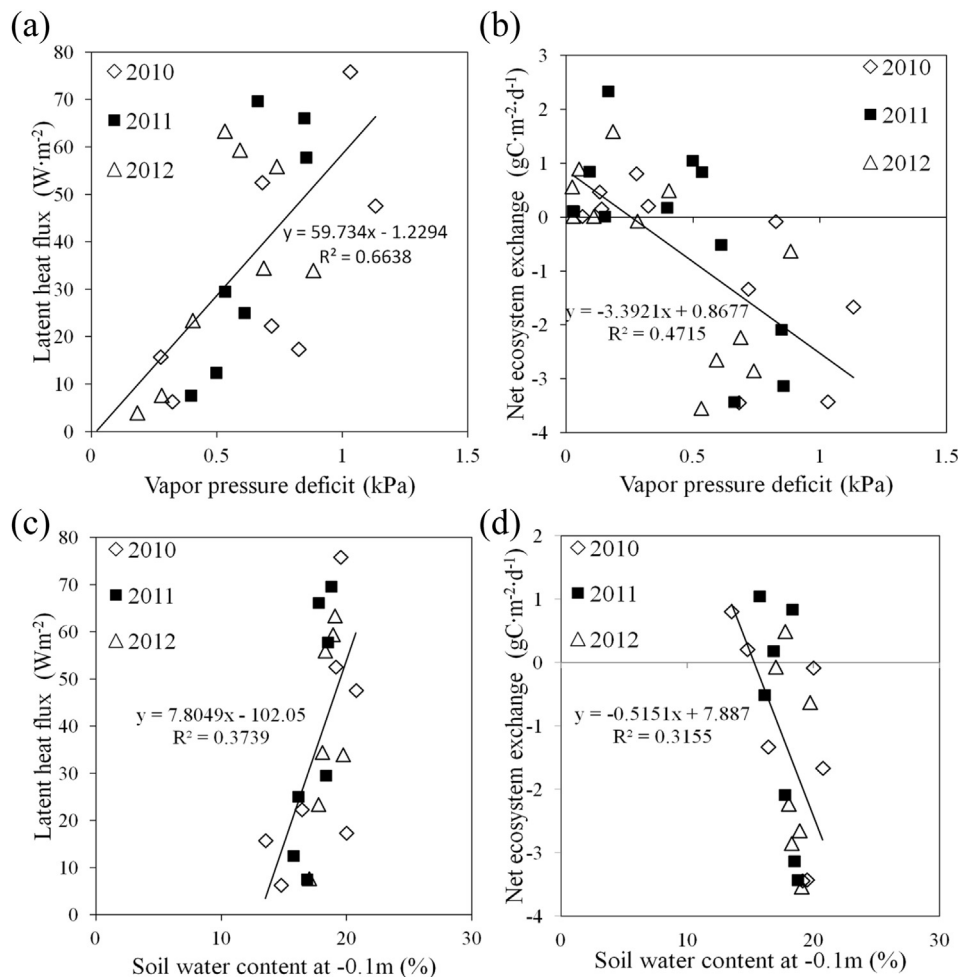 (a)
80
70
60
50
40
30
20
10
0
Latent heat flux (W·m-2)
2010
2011
2012
y = 59.734x - 1.2294
R² = 0.6638
0 0.5 1 1.5
Vapor pressure deficit (kPa)
(b)
3
2
1
0
-1
-2
-3
-4
Net ecosystem exchange (gC·m-2·d-1)
2010
2011
2012
y = -3.3921x + 0.8677
R² = 0.4715
0 0.5 1 1.5
Vapor pressure deficit (kPa)
(c)
80
70
60
50
40
30
20
10
0
Latent heat flux (Wm-2)
2010
2011
2012
y = 7.8049x - 102.05
R² = 0.3739
0 10 20 30
Soil water content at -0.1m (%)
(d)
2
1
0
-1
-2
-3
-4
Net ecosystem exchange (gC·m-2·d-1)
2010
2011
2012
y = -0.5151x + 7.887
R² = 0.3155
0 10 20 30
Soil water content at -0.1m (%)